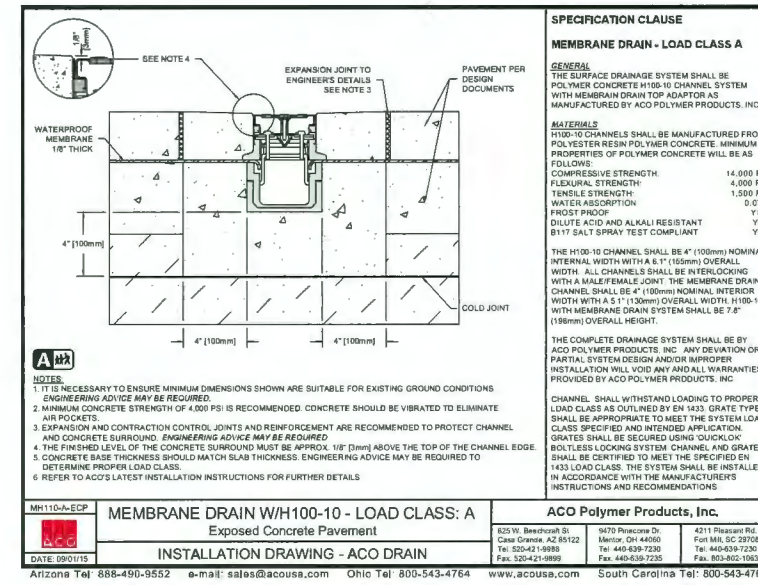 1/8"
[3mm]
SEE NOTE 4
EXPANSION JOINT TO
ENGINEER'S DETAILS
SEE NOTE 3
PAVEMENT PER
DESIGN
DOCUMENTS
WATERPROOF
MEMBRANE
1/8" THICK
4" [100mm]
COLD JOINT
4" [100mm]
4" [100mm]
A
NOTES:
1. IT IS NECESSARY TO ENSURE MINIMUM DIMENSIONS SHOWN ARE SUITABLE FOR EXISTING GROUND CONDITIONS
ENGINEERING ADVICE MAY BE REQUIRED.
2. MINIMUM CONCRETE STRENGTH OF 4,000 PSI IS RECOMMENDED. CONCRETE SHOULD BE VIBRATED TO ELIMINATE
AIR POCKETS.
3. EXPANSION AND CONTRACTION CONTROL JOINTS AND REINFORCEMENT ARE RECOMMENDED TO PROTECT CHANNEL
AND CONCRETE SURROUND. ENGINEERING ADVICE MAY BE REQUIRED
4. THE FINISHED LEVEL OF THE CONCRETE SURROUND MUST BE APPROX. 1/8" [3mm] ABOVE THE TOP OF THE CHANNEL EDGE.
5. CONCRETE BASE THICKNESS SHOULD MATCH SLAB THICKNESS. ENGINEERING ADVICE MAY BE REQUIRED TO
DETERMINE PROPER LOAD CLASS.
6 REFER TO ACO'S LATEST INSTALLATION INSTRUCTIONS FOR FURTHER DETAILS
SPECIFICATION CLAUSE
MEMBRANE DRAIN - LOAD CLASS A
GENERAL
THE SURFACE DRAINAGE SYSTEM SHALL BE
POLYMER CONCRETE H100-10 CHANNEL SYSTEM
WITH MEMBRAIN DRAIN TOP ADAPTOR AS
MANUFACTURED BY ACO POLYMER PRODUCTS, INC
MATERIALS
H100-10 CHANNELS SHALL BE MANUFACTURED FRO
POLYESTER RESIN POLYMER CONCRETE. MINIMUM
PROPERTIES OF POLYMER CONCRETE WILL BE AS
FOLLOWS:
COMPRESSIVE STRENGTH: 14,000 P
FLEXURAL STRENGTH: 4,000 P
TENSILE STRENGTH: 1,500 P
WATER ABSORPTION 0.0
FROST PROOF Y
DILUTE ACID AND ALKALI RESISTANT Y
B117 SALT SPRAY TEST COMPLIANT Y
THE H100-10 CHANNEL SHALL BE 4" (100mm) NOMINA
INTERNAL WIDTH WITH A 6.1" (155mm) OVERALL
WIDTH. ALL CHANNELS SHALL BE INTERLOCKING
WITH A MALE/FEMALE JOINT. THE MEMBRANE DRAIN
CHANNEL SHALL BE 4" (100mm) NOMINAL INTERIOR
WIDTH WITH A 5 1" (130mm) OVERALL WIDTH. H100-1
WITH MEMBRANE DRAIN SYSTEM SHALL BE 7.8"
(196mm) OVERALL HEIGHT.
THE COMPLETE DRAINAGE SYSTEM SHALL BE BY
ACO POLYMER PRODUCTS, INC ANY DEVIATION OR
PARTIAL SYSTEM DESIGN AND/OR IMPROPER
INSTALLATION WILL VOID ANY AND ALL WARRANTIE
PROVIDED BY ACO POLYMER PRODUCTS, INC
CHANNEL SHALL WITHSTAND LOADING TO PROPER
LOAD CLASS AS OUTLINED BY EN 1433. GRATE TYPE
SHALL BE APPROPRIATE TO MEET THE SYSTEM LOA
CLASS SPECIFIED AND INTENDED APPLICATION.
GRATES SHALL BE SECURED USING 'QUICKLOK'
BOLTLESS LOCKING SYSTEM CHANNEL AND GRATE
SHALL BE CERTIFIED TO MEET THE SPECIFIED EN
1433 LOAD CLASS. THE SYSTEM SHALL BE INSTALLE
IN ACCORDANCE WITH THE MANUFACTURER'S
INSTRUCTIONS AND RECOMMENDATIONS
MH110-A-ECP
ACO
DATE: 09/01/15
MEMBRANE DRAIN W/H100-10 - LOAD CLASS: A
Exposed Concrete Pavement
INSTALLATION DRAWING - ACO DRAIN
ACO Polymer Products, Inc.
825 W. Beechcraft St
Casa Grande, AZ 85122
Tel: 520-421-9988
Fax: 520-421-9899
9470 Pinecone Dr.
Mentor, OH 44060
Tel 440-639-7230
Fax: 440-639-7235
4211 Pleasant Rd.
Fort Mill, SC 29708
Tel. 440-639-7230
Fax: 803-802-1063
Arizona Tel: 888-490-9552 e-mail: sales@acousa.com Ohio Tel: 800-543-4764 www.acousa.com South Carolina Tel: 800-543-476